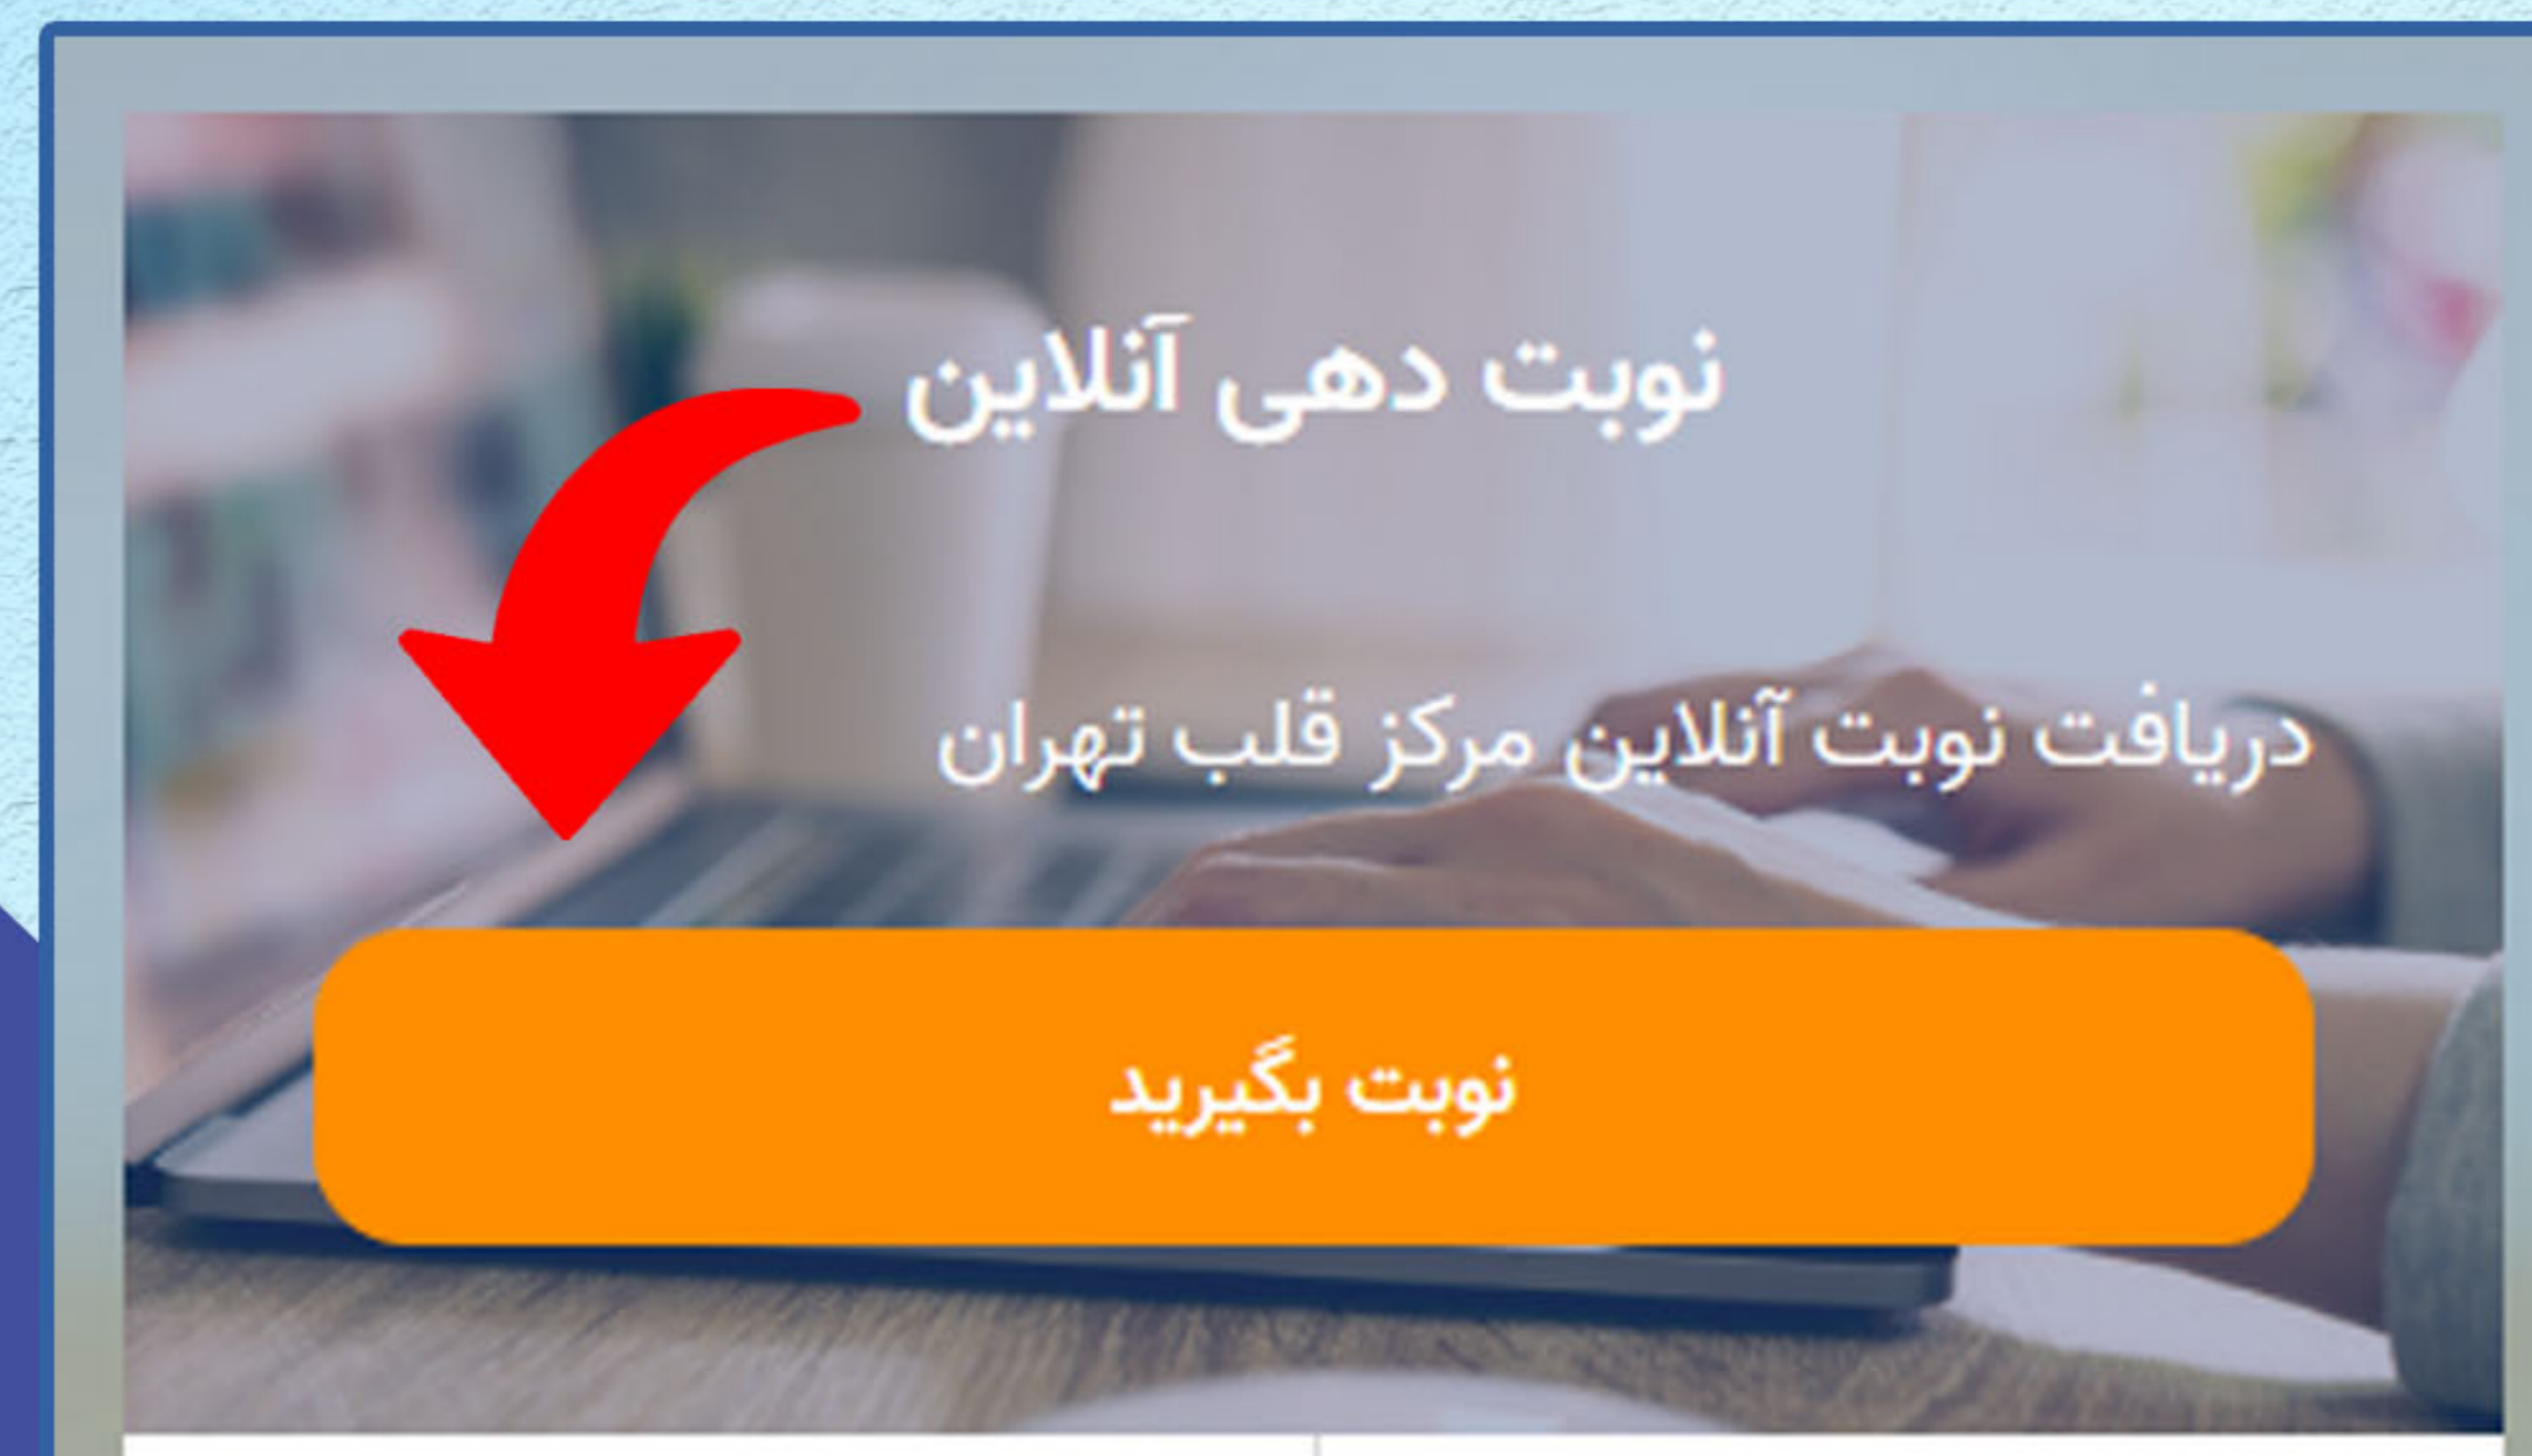 نوبت دهی آنلاین
دریافت نوبت آنلاین مرکز قلب تهران
نوبت بگیرید